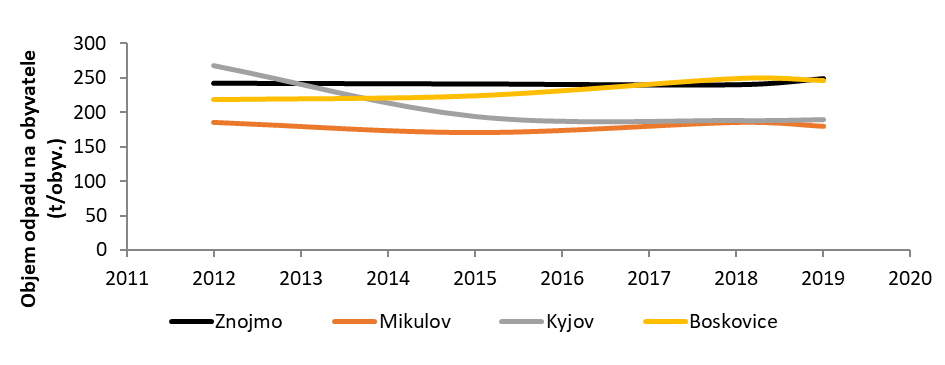 Objem odpadu na obyvatele
(t/obyv.)
300
250
200
150
100
50
0
2011 2012 2013 2014 2015 2016 2017 2018 2019 2020
Znojmo Mikulov Kyjov Boskovice